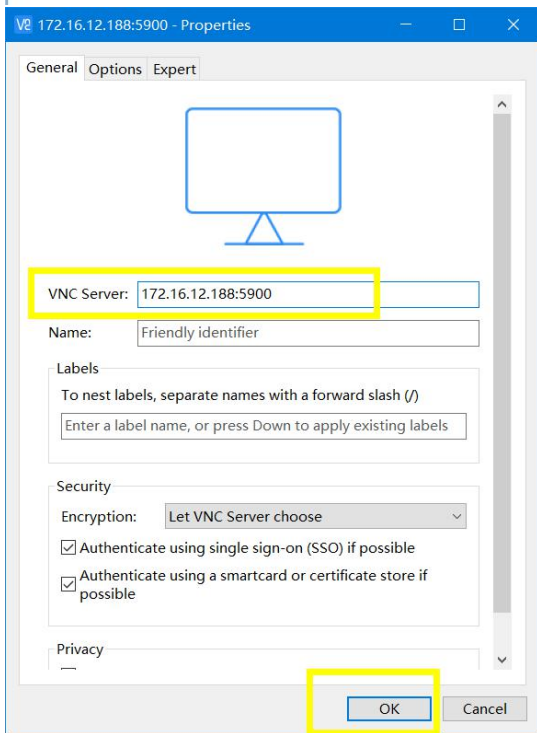 172.16.12.188:5900 - Properties
General Options Expert
VNC Server: 172.16.12.188:5900
Name: Friendly identifier
Labels
To nest labels, separate names with a forward slash (/)
Enter a label name, or press Down to apply existing labels
Security
Encryption: Let VNC Server choose
Authenticate using single sign-on (SSO) if possible
Authenticate using a smartcard or certificate store if
possible
Privacy
OK Cancel